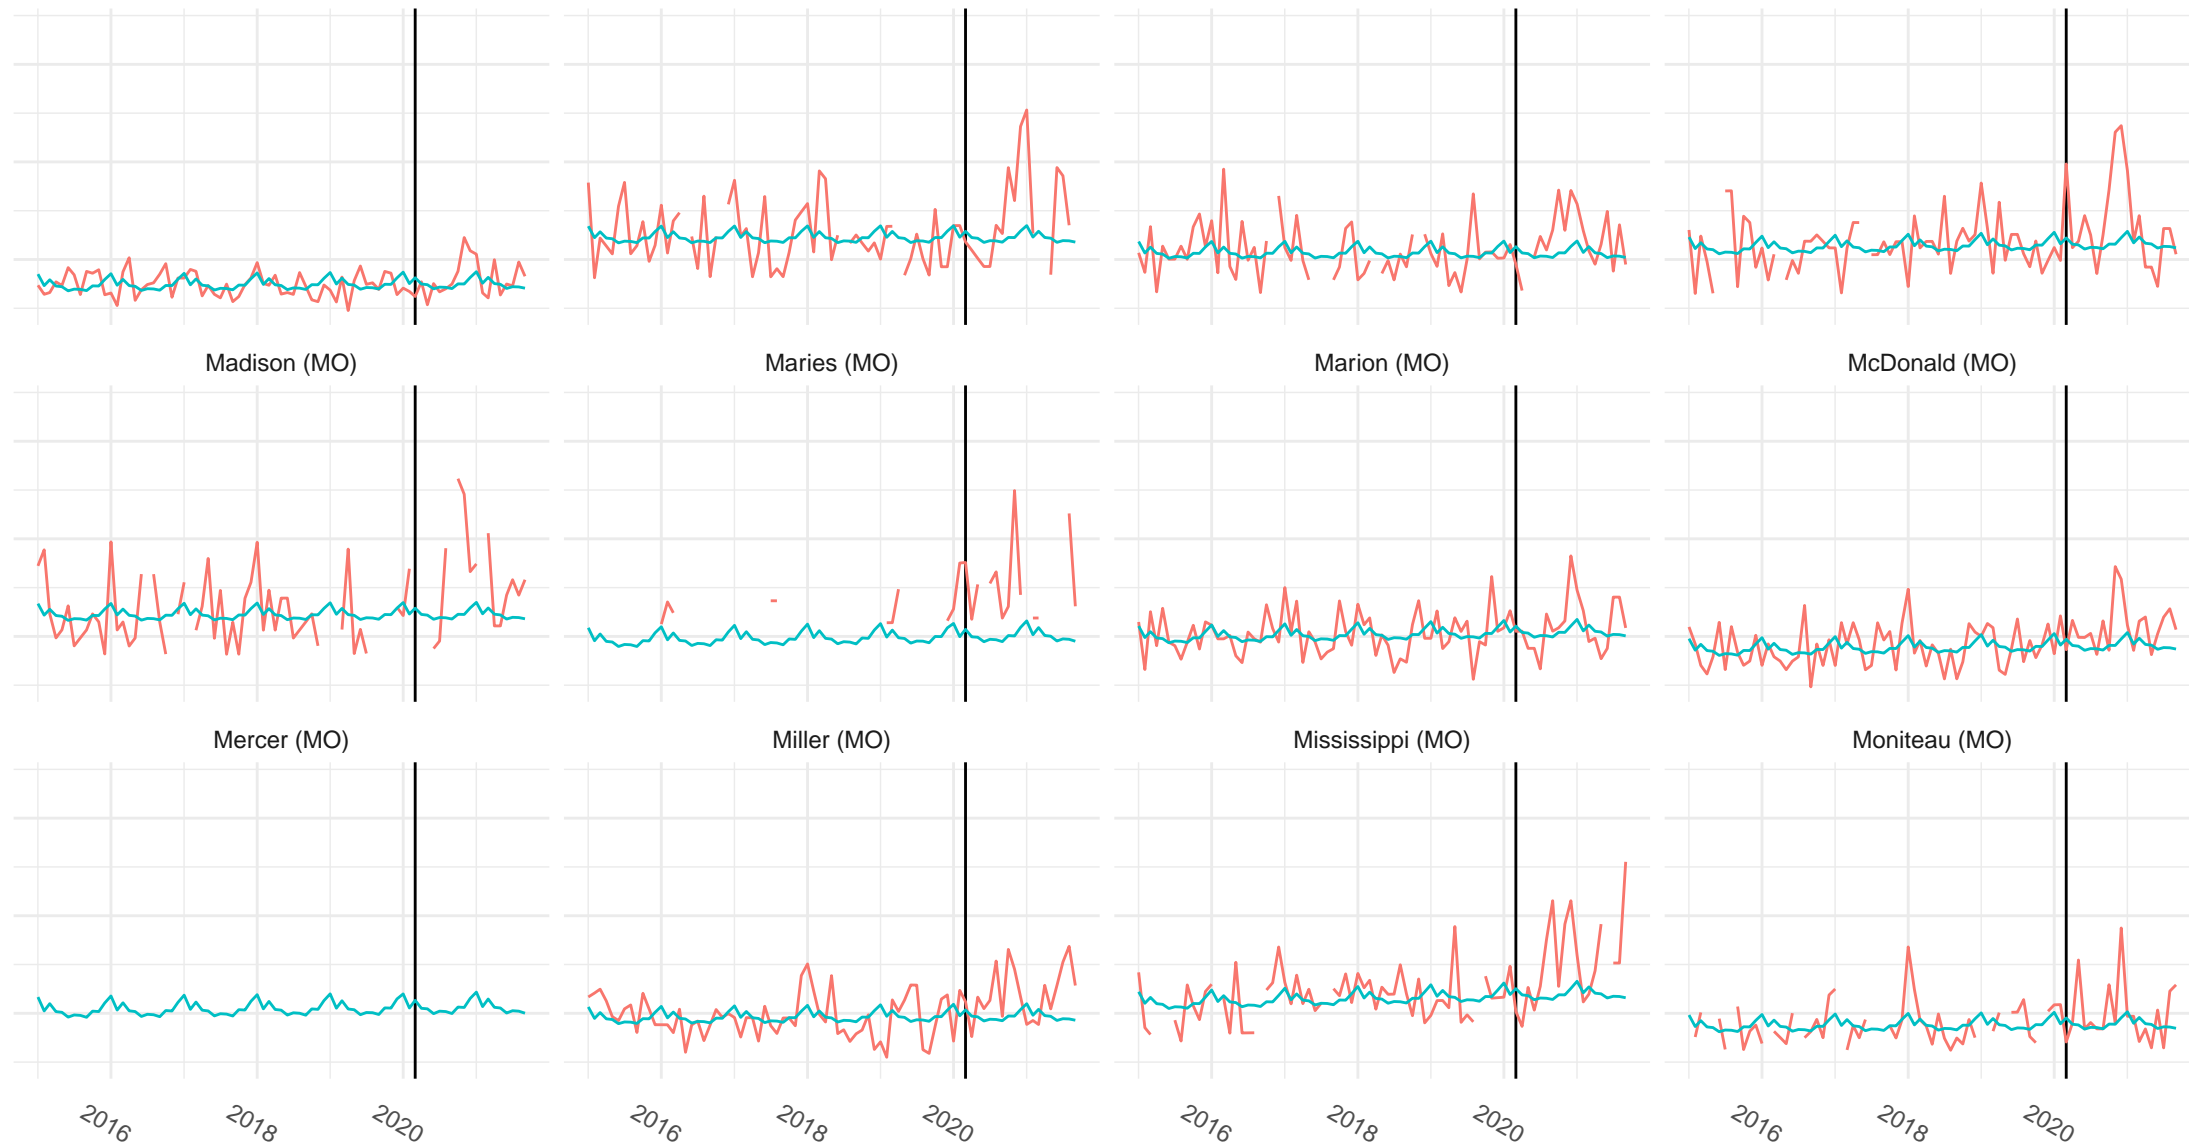 Madison (MO) Maries (MO) Marion (MO) McDonald (MO)
Mercer (MO) Miller (MO) Mississippi (MO) Moniteau (MO)
2016 2018 2020 2016 2018 2020 2016 2018 2020 2016 2018 2020